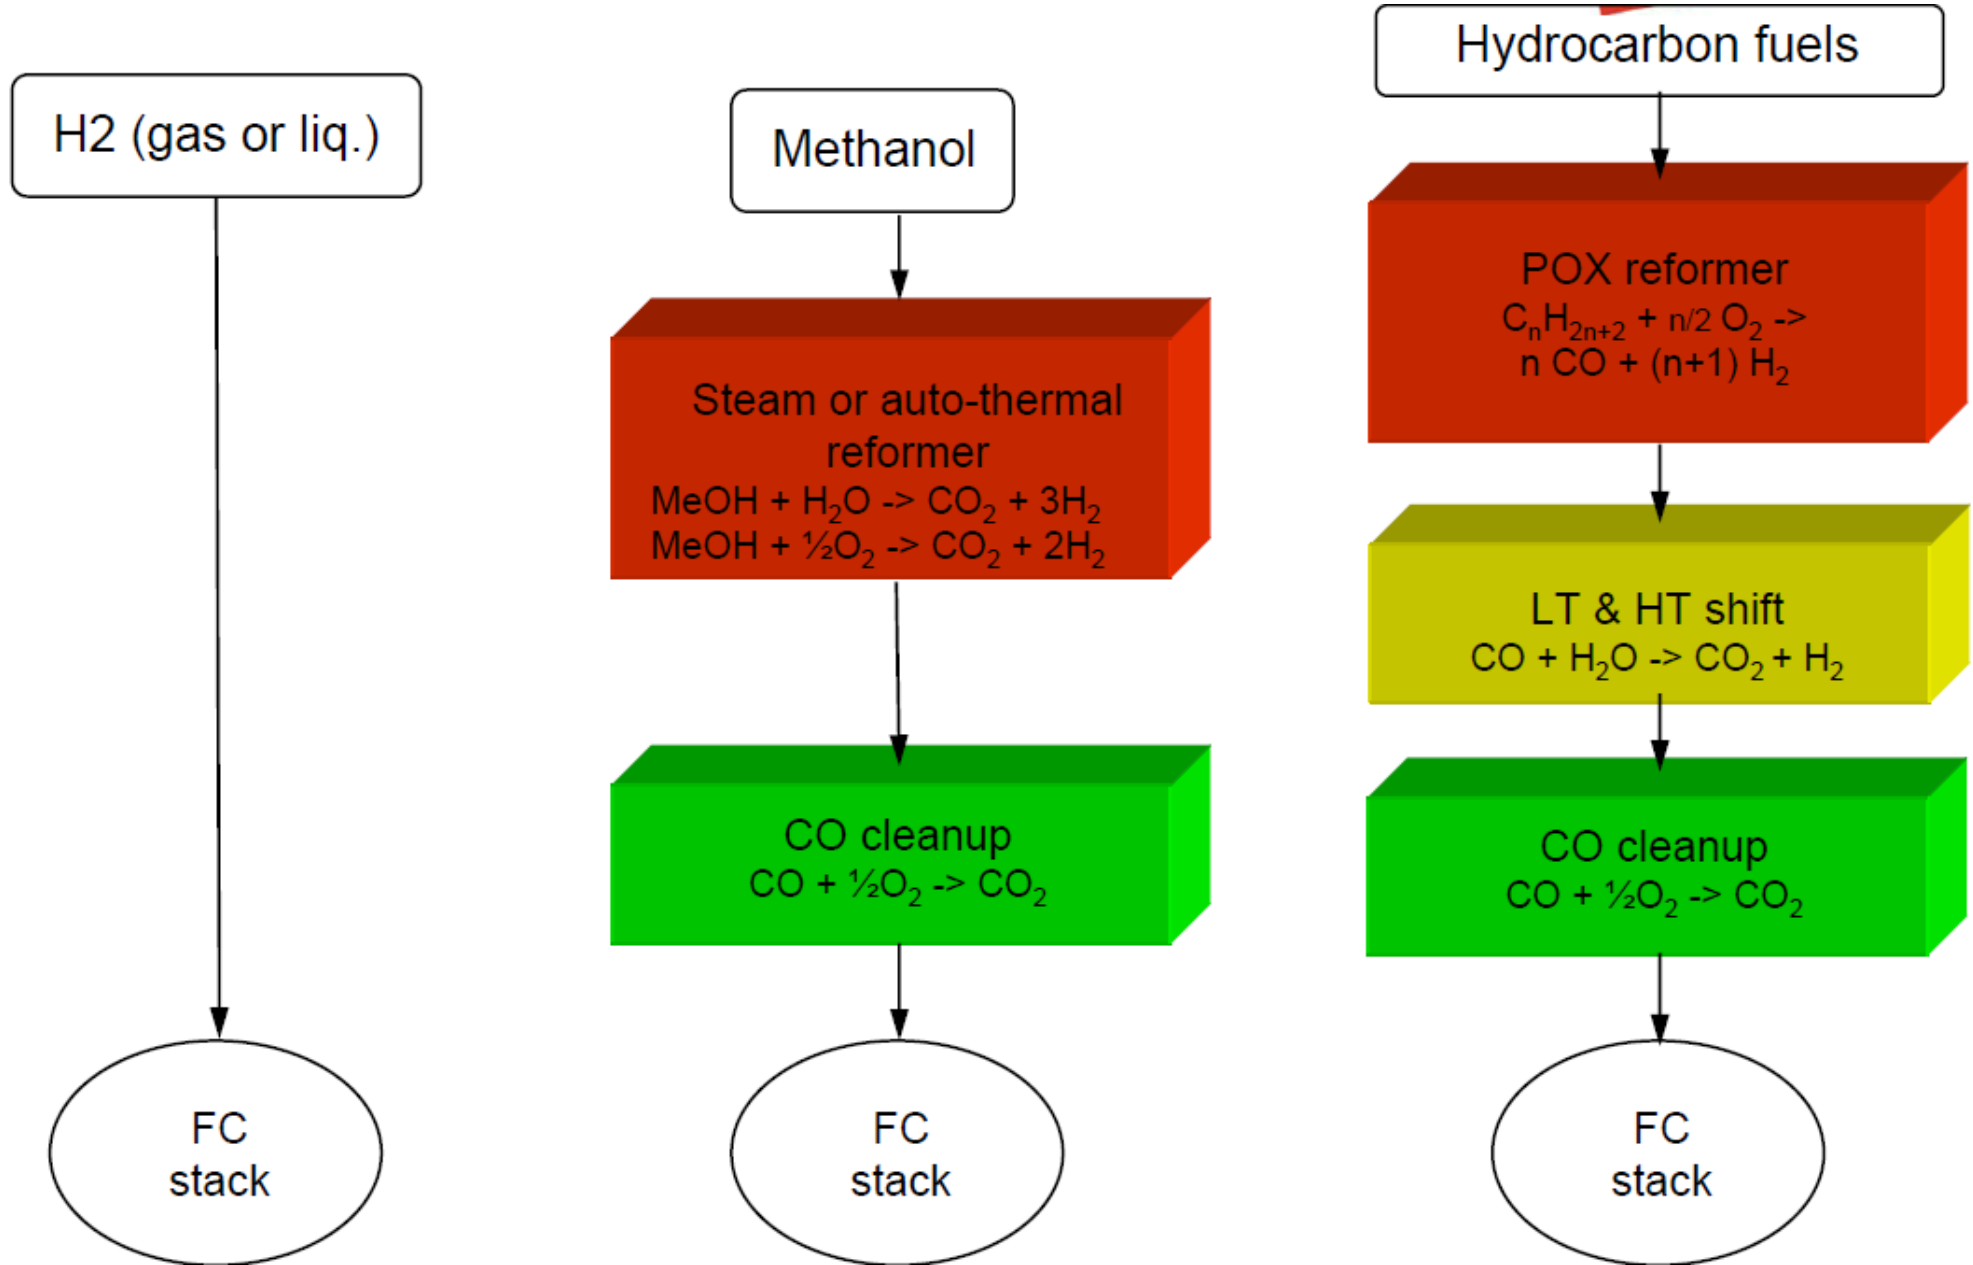 H2 (gas or liq.)
FC
stack
Methanol
Steam or auto-thermal
reformer
MeOH + H₂O -> CO₂ + 3H₂
MeOH + ½O₂ -> CO₂ + 2H₂
CO cleanup
CO + ½O₂ -> CO₂
FC
stack
Hydrocarbon fuels
POX reformer
CₙH₂ₙ₊₂ + n/2 O₂ ->
n CO + (n+1) H₂
LT & HT shift
CO + H₂O -> CO₂ + H₂
CO cleanup
CO + ½O₂ -> CO₂
FC
stack